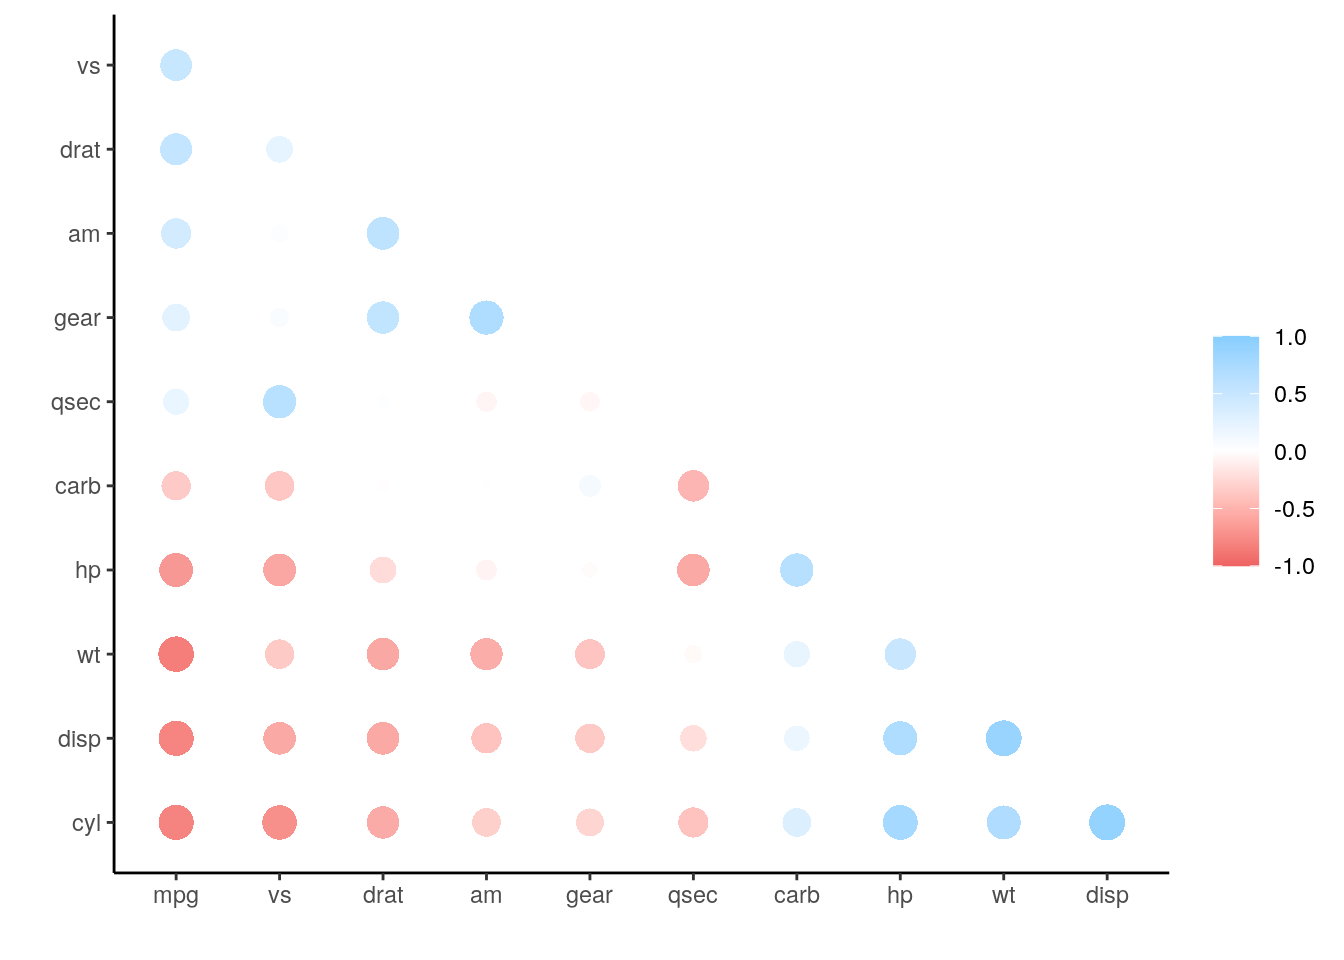 vs
drat
am
gear
qsec
carb
hp
wt
disp
cyl
mpg vs drat am gear qsec carb hp wt disp
1.0
0.5
0.0
-0.5
-1.0